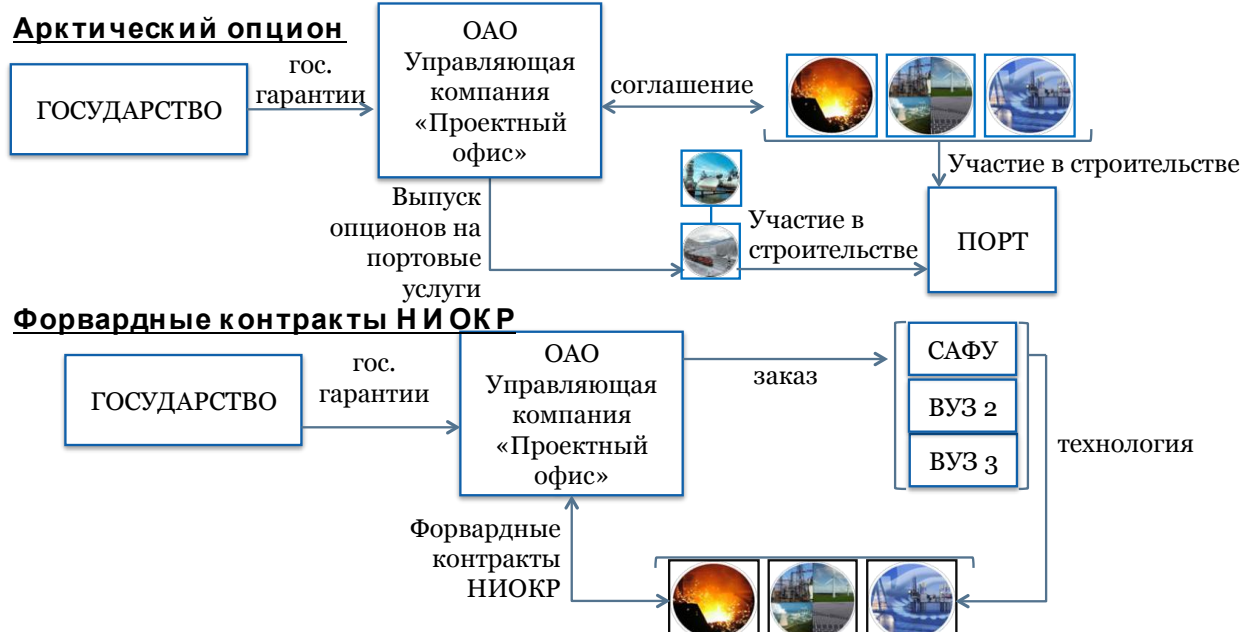 Арктический опцион
ГОСУДАРСТВО
гос.
гарантии
ОАО
Управляющая
компания
«Проектный
офис»
соглашение
Участие в строительстве
Выпуск
опционов на
портовые
услуги
Участие в
строительстве
ПОРТ
Форвардные контракты НИОКР
ГОСУДАРСТВО
гос.
гарантии
ОАО
Управляющая
компания
«Проектный
офис»
заказ
САФУ
ВУЗ 2
ВУЗ 3
технология
Форвардные
контракты
НИОКР